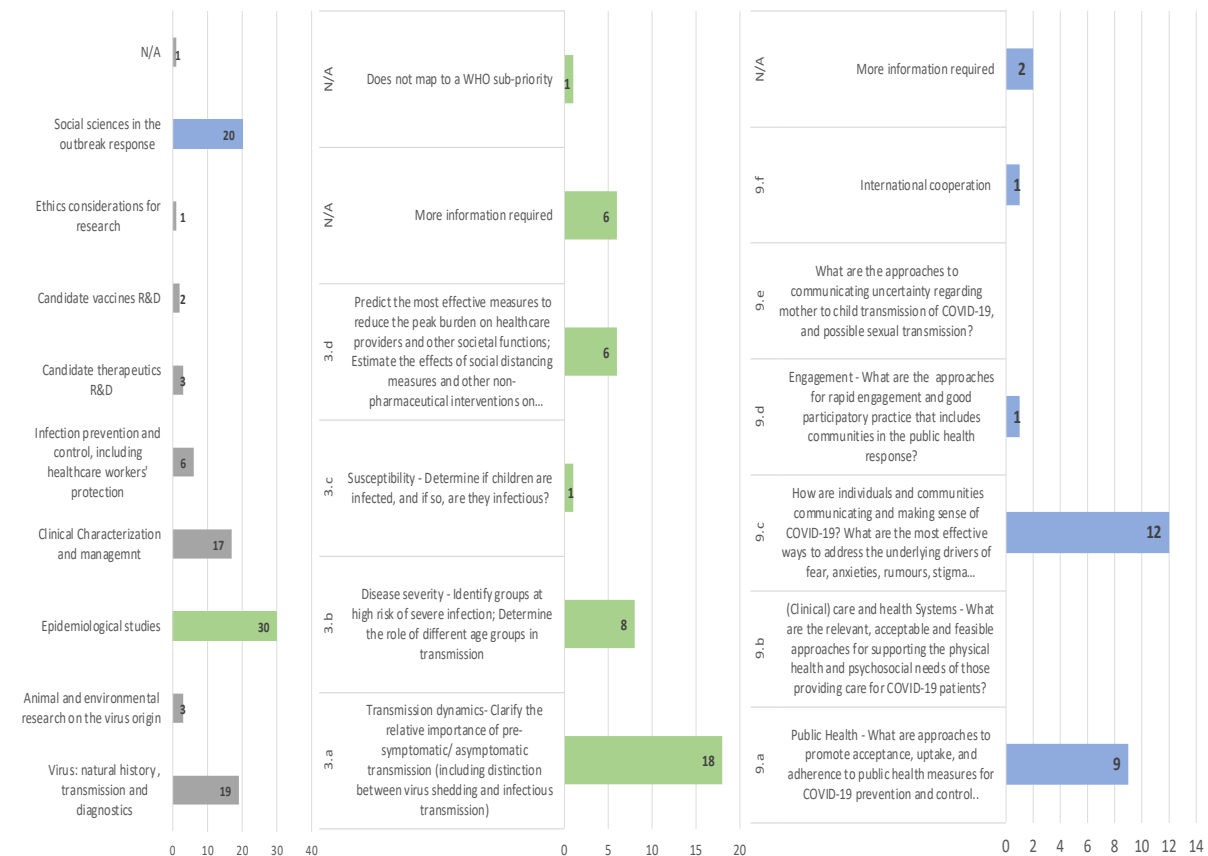 N/A
1
Social sciences in the
outbreak response
20
Ethics considerations for
research
1
Candidate vaccines R&D
2
Candidate therapeutics
R&D
3
Infection prevention and
control, including
healthcare workers'
protection
6
Clinical Characterization
and managemnt
17
Epidemiological studies
30
Animal and environmental
research on the virus origin
3
Virus: natural history,
transmission and
diagnostics
19
0 10 20 30 40
N/A
Does not map to a WHO sub-priority
1
N/A
More information required
6
3.d
Predict the most effective measures to
reduce the peak burden on healthcare
providers and other societal functions;
Estimate the effects of social distancing
measures and other non-
pharmaceutical interventions on...
6
3.c
Susceptibility - Determine if children are
infected, and if so, are they infectious?
1
3.b
Disease severity - Identify groups at
high risk of severe infection; Determine
the role of different age groups in
transmission
8
3.a
Transmission dynamics- Clarify the
relative importance of pre-
symptomatic/ asymptomatic
transmission (including distinction
between virus shedding and infectious
transmission)
18
0 5 10 15 20
N/A
More information required
2
9.f
International cooperation
1
9.e
What are the approaches to
communicating uncertainty regarding
mother to child transmission of COVID-19,
and possible sexual transmission?
9.d
Engagement - What are the approaches
for rapid engagement and good
participatory practice that includes
communities in the public health
response?
1
9.c
How are individuals and communities
communicating and making sense of
COVID-19? What are the most effective
ways to address the underlying drivers of
fear, anxieties, rumours, stigma...
12
9.b
(Clinical) care and health Systems - What
are the relevant, acceptable and feasible
approaches for supporting the physical
health and psychosocial needs of those
providing care for COVID-19 patients?
9.a
Public Health - What are approaches to
promote acceptance, uptake, and
adherence to public health measures for
COVID-19 prevention and control..
9
0 2 4 6 8 10 12 14